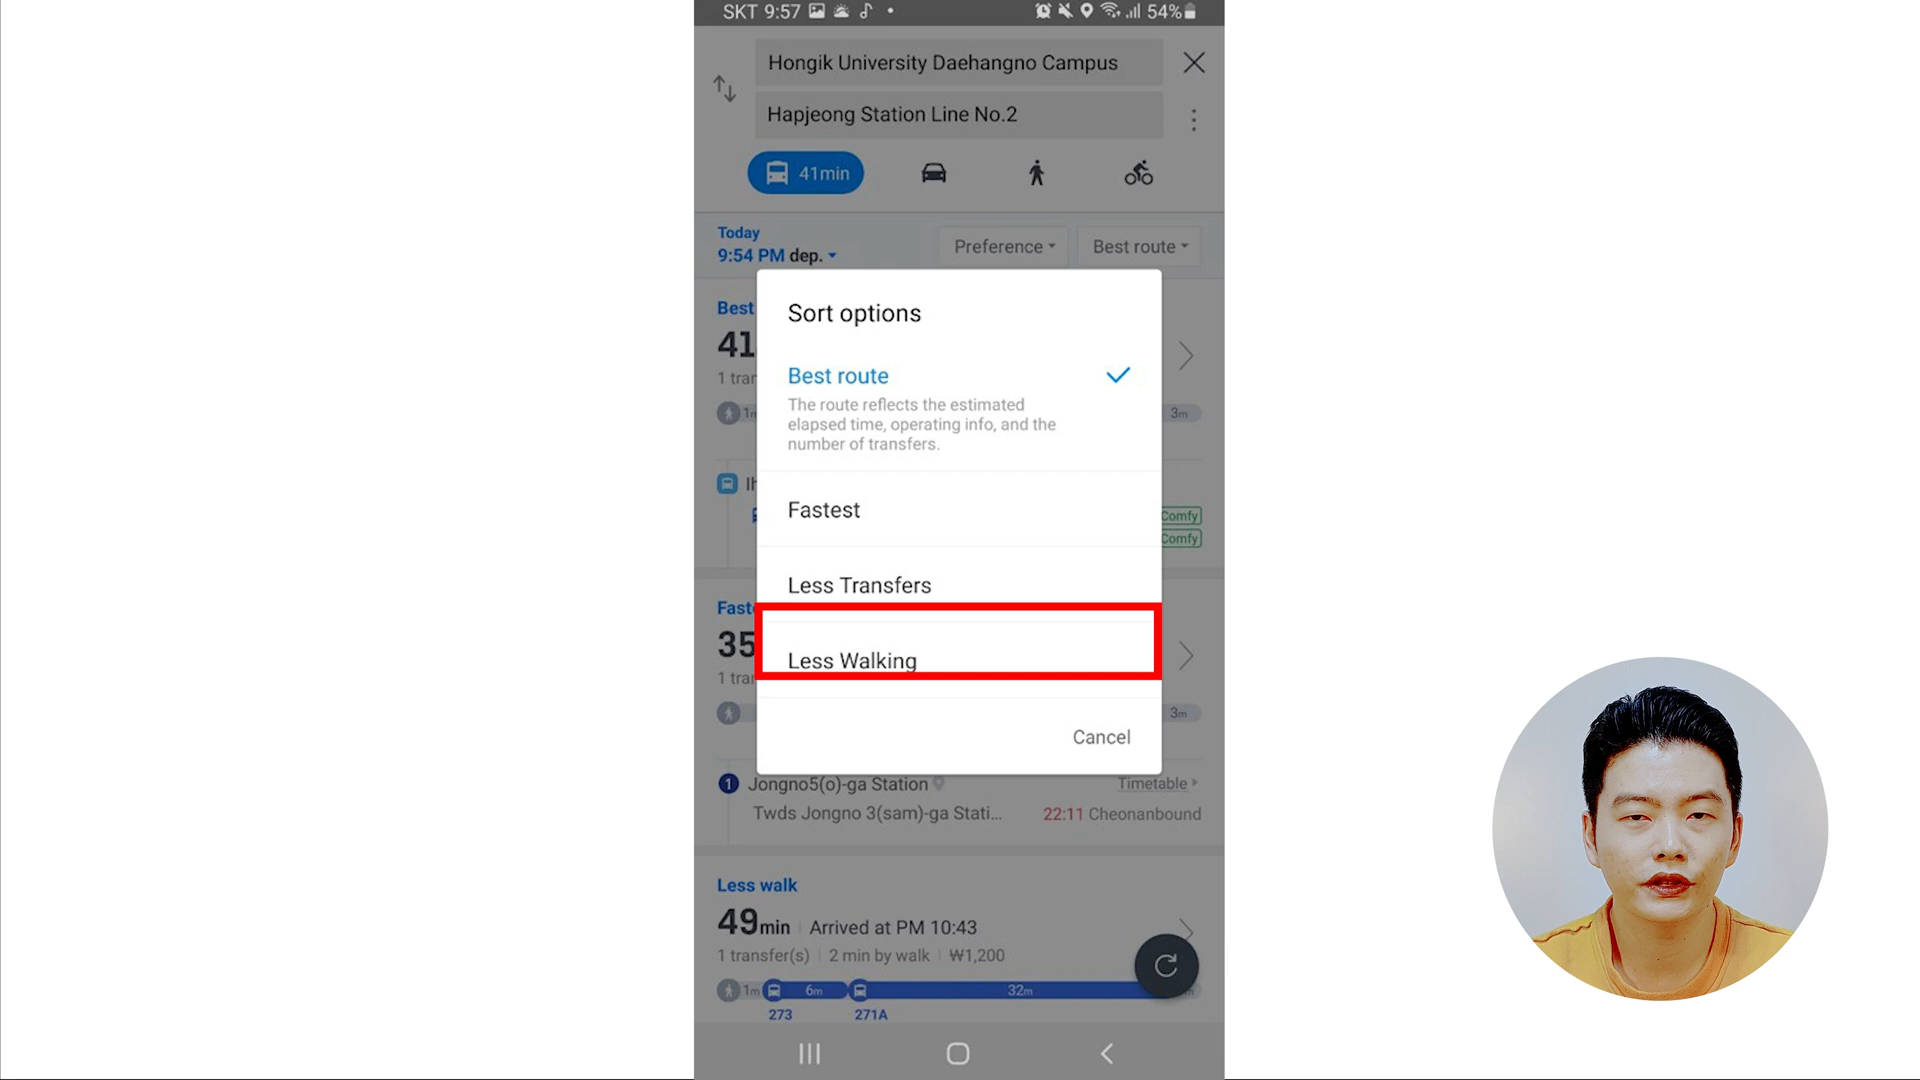 SKT 9:57 54%
Hongik University Daehangno Campus
Hapjeong Station Line No.2
41min
Today
9:54 PM dep.
Preference
Best route
Best
41
1 tran
1m
3m
Sort options
Best route
The route reflects the estimated
elapsed time, operating info, and the
number of transfers.
Fastest
Less Transfers
Less Walking
Cancel
Comfy
Comfy
Faste
35
1 tran
3m
1 Jongno5(o)-ga Station Timetable
Twds Jongno 3(sam)-ga Stati... 22:11 Cheonanbound
Less walk
49min Arrived at PM 10:43
1 transfer(s) 2 min by walk ₩1,200
1m 6m 32m
273 271A